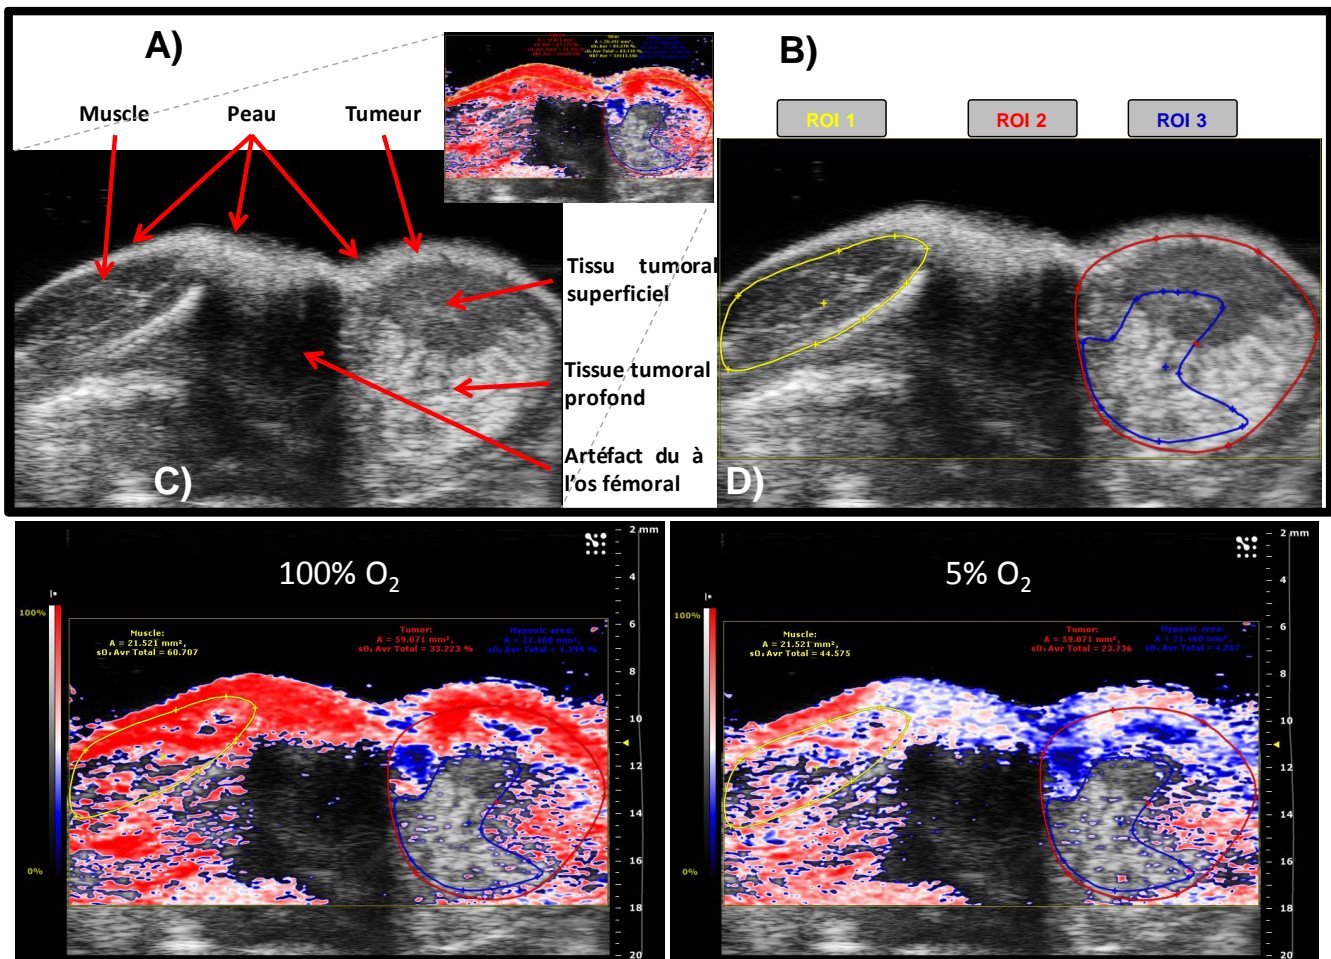 A)
B)
Muscle
Peau
Tumeur
ROI 1
ROI 2
ROI 3
Tissu tumoral
superficiel
Tissue tumoral
profond
Artéfact du à
l'os fémoral
C)
D)
100% O₂
2 mm
4
6
8
10
12
14
16
18
20
100%
0%
Muscle:
A = 21.521 mm²,
sO₂ Avr Total = 60.707
Tumor:
A = 59.071 mm²,
sO₂ Avr Total = 33.223 %
Hypoxic area:
A = 21.460 mm²,
sO₂ Avr Total = 4.399 %
5% O₂
2 mm
4
6
8
10
12
14
16
18
20
100%
0%
Muscle:
A = 21.521 mm²,
sO₂ Avr Total = 44.575
Tumor:
A = 59.071 mm²,
sO₂ Avr Total = 23.736
Hypoxic area:
A = 21.460 mm²,
sO₂ Avr Total = 4.267